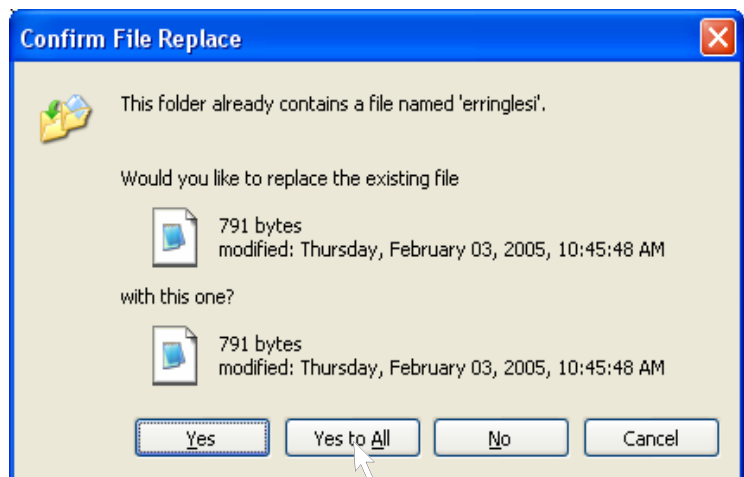 Confirm File Replace
This folder already contains a file named 'erringlesi'.
Would you like to replace the existing file
791 bytes
modified: Thursday, February 03, 2005, 10:45:48 AM
with this one?
791 bytes
modified: Thursday, February 03, 2005, 10:45:48 AM
Yes Yes to All No Cancel